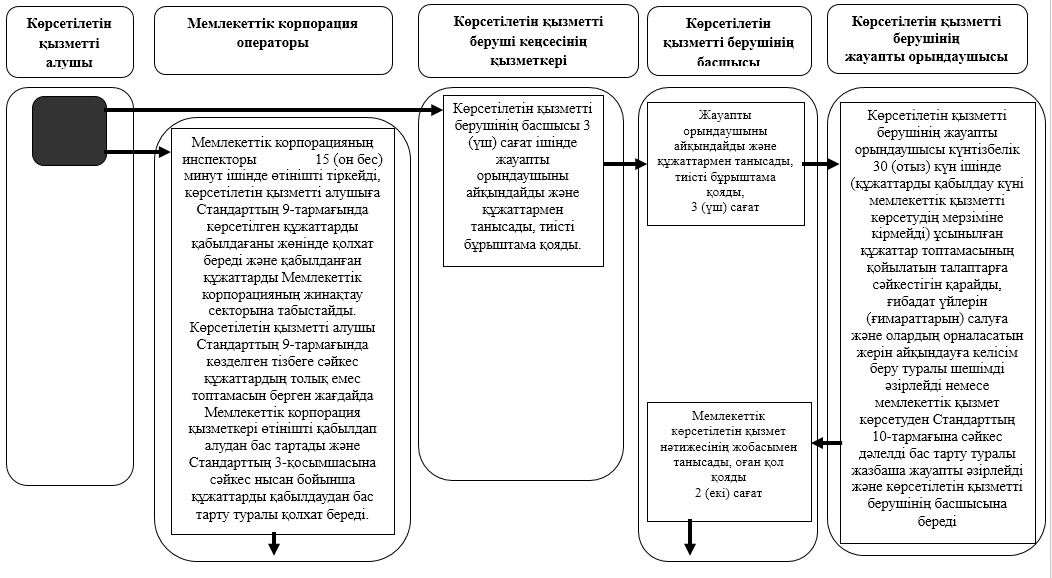 Көрсетілетін
қызметті
алушы
Мемлекеттік корпорация
операторы
Көрсетілетін қызметті
беруші кеңсесінің
қызметкері
Көрсетілетін
қызметті берушінің
басшысы
Көрсетілетін қызметті
берушінің
жауапты орындаушысы
Мемлекеттік корпорацияның
инспекторы 15 (он бес)
минут ішінде өтінішті тіркейді,
көрсетілетін қызметті алушыға
Стандарттың 9-тармағында
көрсетілген құжаттарды
қабылдағаны жөнінде қолхат
береді және қабылданған
құжаттарды Мемлекеттік
корпорацияның жинақтау
секторына табыстайды.
Көрсетілетін қызметті алушы
Стандарттың 9-тармағында
көзделген тізбеге сәйкес
құжаттардың толық емес
топтамасын берген жағдайда
Мемлекеттік корпорация
қызметкері өтінішті қабылдап
алудан бас тартады және
Стандарттың 3-қосымшасына
сәйкес нысан бойынша
құжаттарды қабылдаудан бас
тарту туралы қолхат береді.
Көрсетілетін қызметті
берушінің басшысы 3
(үш) сағат ішінде
жауапты
орындаушыны
айқындайды және
құжаттармен
танысады, тиісті
бұрыштама қояды.
Жауапты
орындаушыны
айқындайды және
құжаттармен танысады,
тиісті бұрыштама
қояды,
3 (үш) сағат
Мемлекеттік
көрсетілетін қызмет
нәтижесінің жобасымен
танысады, оған қол
қояды
2 (екі) сағат
Көрсетілетін қызметті
берушінің жауапты
орындаушысы күнтізбелік
30 (отыз) күн ішінде
(құжаттарды қабылдау күні
мемлекеттік қызметті
көрсетудің мерзіміне
кірмейді) ұсынылған
құжаттар топтамасының
қойылатын талаптарға
сәйкестігін қарайды,
ғибадат үйлерін
(ғимараттарын) салуға
және олардың орналасатын
жерін айқындауға келісім
беру туралы шешімді
әзірлейді немесе
мемлекеттік қызмет
көрсетуден Стандарттың
10-тармағына сәйкес
дәлелді бас тарту туралы
жазбаша жауапты әзірлейді
және көрсетілетін қызметті
берушінің басшысына
береді